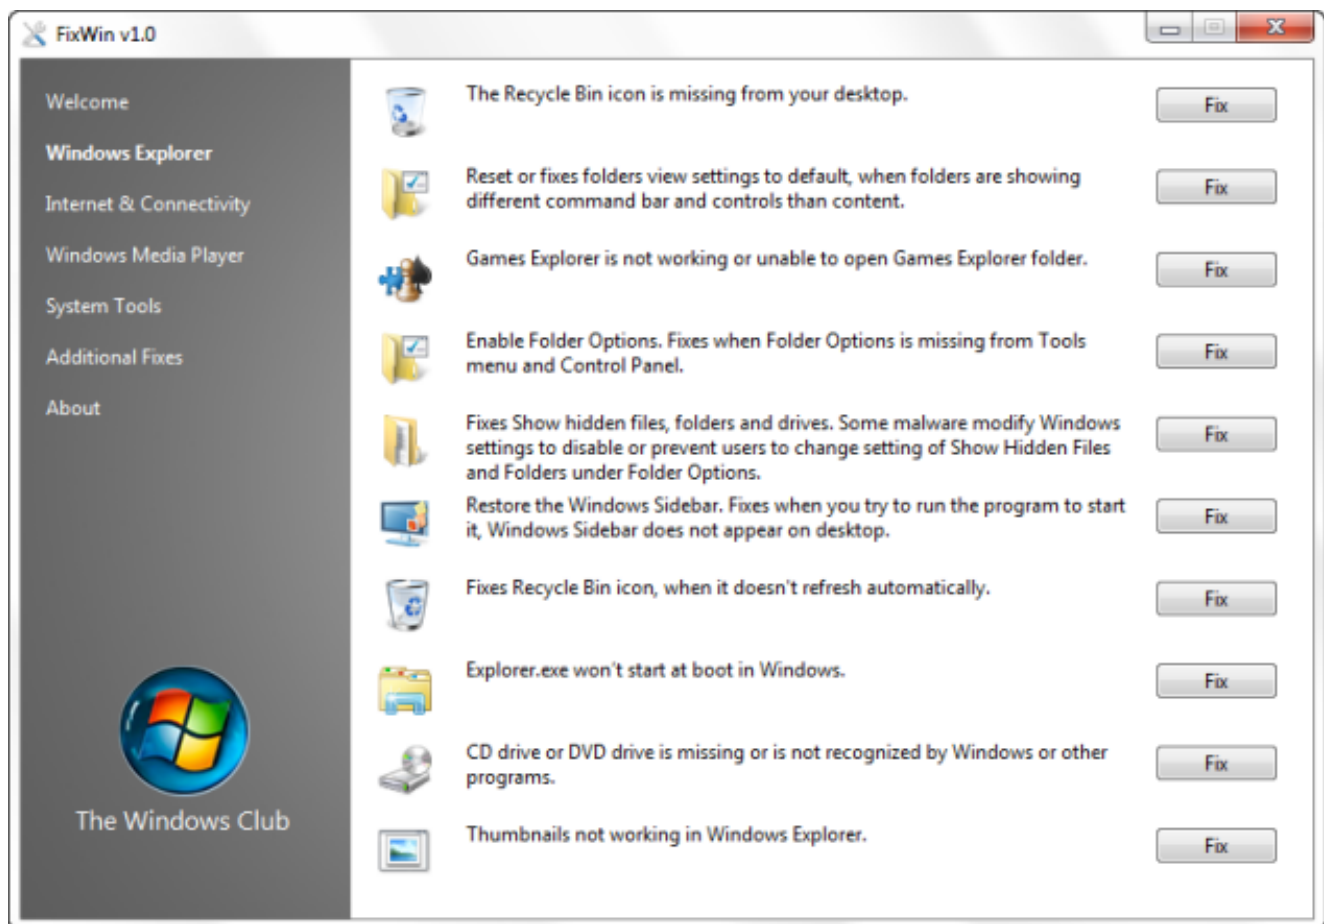 FixWin v1.0
Welcome
Windows Explorer
Internet & Connectivity
Windows Media Player
System Tools
Additional Fixes
About
The Windows Club
The Recycle Bin icon is missing from your desktop.
Fix
Reset or fixes folders view settings to default, when folders are showing
different command bar and controls than content.
Fix
Games Explorer is not working or unable to open Games Explorer folder.
Fix
Enable Folder Options. Fixes when Folder Options is missing from Tools
menu and Control Panel.
Fix
Fixes Show hidden files, folders and drives. Some malware modify Windows
settings to disable or prevent users to change setting of Show Hidden Files
and Folders under Folder Options.
Fix
Restore the Windows Sidebar. Fixes when you try to run the program to start
it, Windows Sidebar does not appear on desktop.
Fix
Fixes Recycle Bin icon, when it doesn't refresh automatically.
Fix
Explorer.exe won't start at boot in Windows.
Fix
CD drive or DVD drive is missing or is not recognized by Windows or other
programs.
Fix
Thumbnails not working in Windows Explorer.
Fix